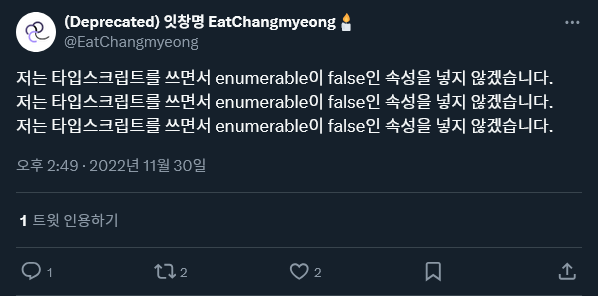 (Deprecated) 잇창명 EatChangmyeong🕯️
@EatChangmyeong
저는 타입스크립트를 쓰면서 enumerable이 false인 속성을 넣지 않겠습니다.
저는 타입스크립트를 쓰면서 enumerable이 false인 속성을 넣지 않겠습니다.
저는 타입스크립트를 쓰면서 enumerable이 false인 속성을 넣지 않겠습니다.
오후 2:49 · 2022년 11월 30일
1 트윗 인용하기
1 2 2